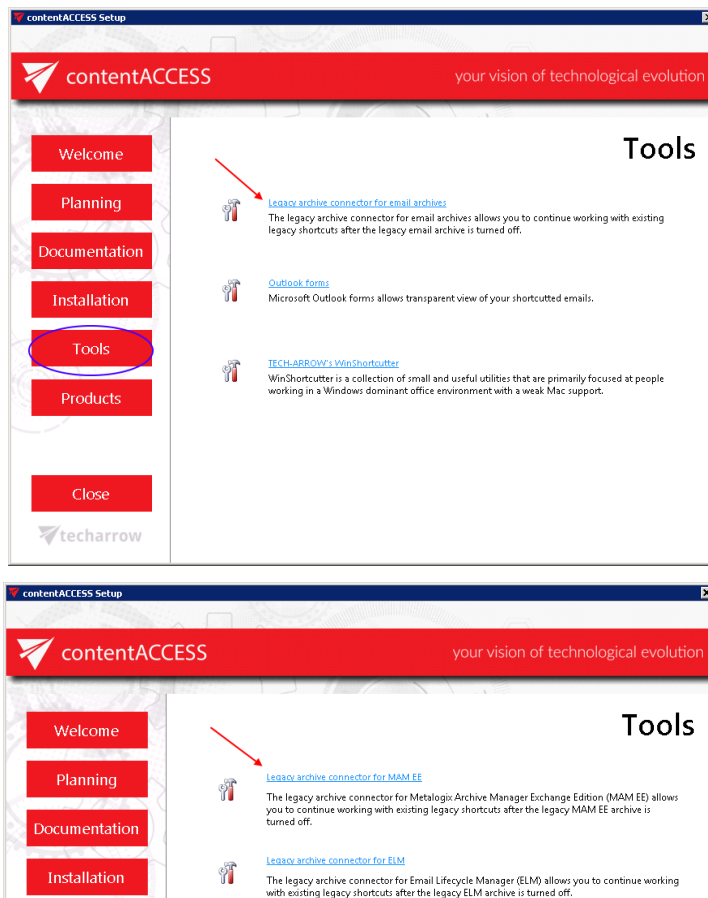 contentACCESS Setup
contentACCESS
your vision of technological evolution
Tools
Welcome
Planning
Documentation
Installation
Tools
Products
Close
techarrow
Legacy archive connector for email archives
The legacy archive connector for email archives allows you to continue working with existing
legacy shortcuts after the legacy email archive is turned off.
Outlook forms
Microsoft Outlook forms allows transparent view of your shortcutted emails.
TECH-ARROW's WinShortcutter
WinShortcutter is a collection of small and useful utilities that are primarily focused at people
working in a Windows dominant office environment with a weak Mac support.
contentACCESS Setup
contentACCESS
your vision of technological evolution
Tools
Welcome
Planning
Documentation
Installation
Legacy archive connector for MAM EE
The legacy archive connector for Metalogix Archive Manager Exchange Edition (MAM EE) allows
you to continue working with existing legacy shortcuts after the legacy MAM EE archive is
turned off.
Legacy archive connector for ELM
The legacy archive connector for Email Lifecycle Manager (ELM) allows you to continue working
with existing legacy shortcuts after the legacy ELM archive is turned off.